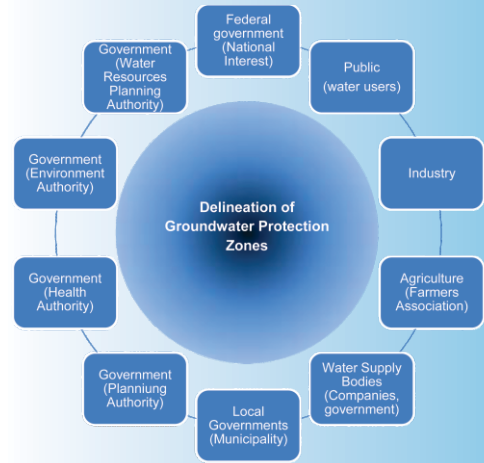 Federal
government
(National
Interest)
Public
(water users)
Industry
Agriculture
(Farmers
Association)
Water Supply
Bodies
(Companies,
government)
Local
Governments
(Municipality)
Government
(Planniung
Authority)
Government
(Health
Authority)
Government
(Environment
Authority)
Government
(Water
Resources
Planning
Authority)
Delineation of
Groundwater Protection
Zones